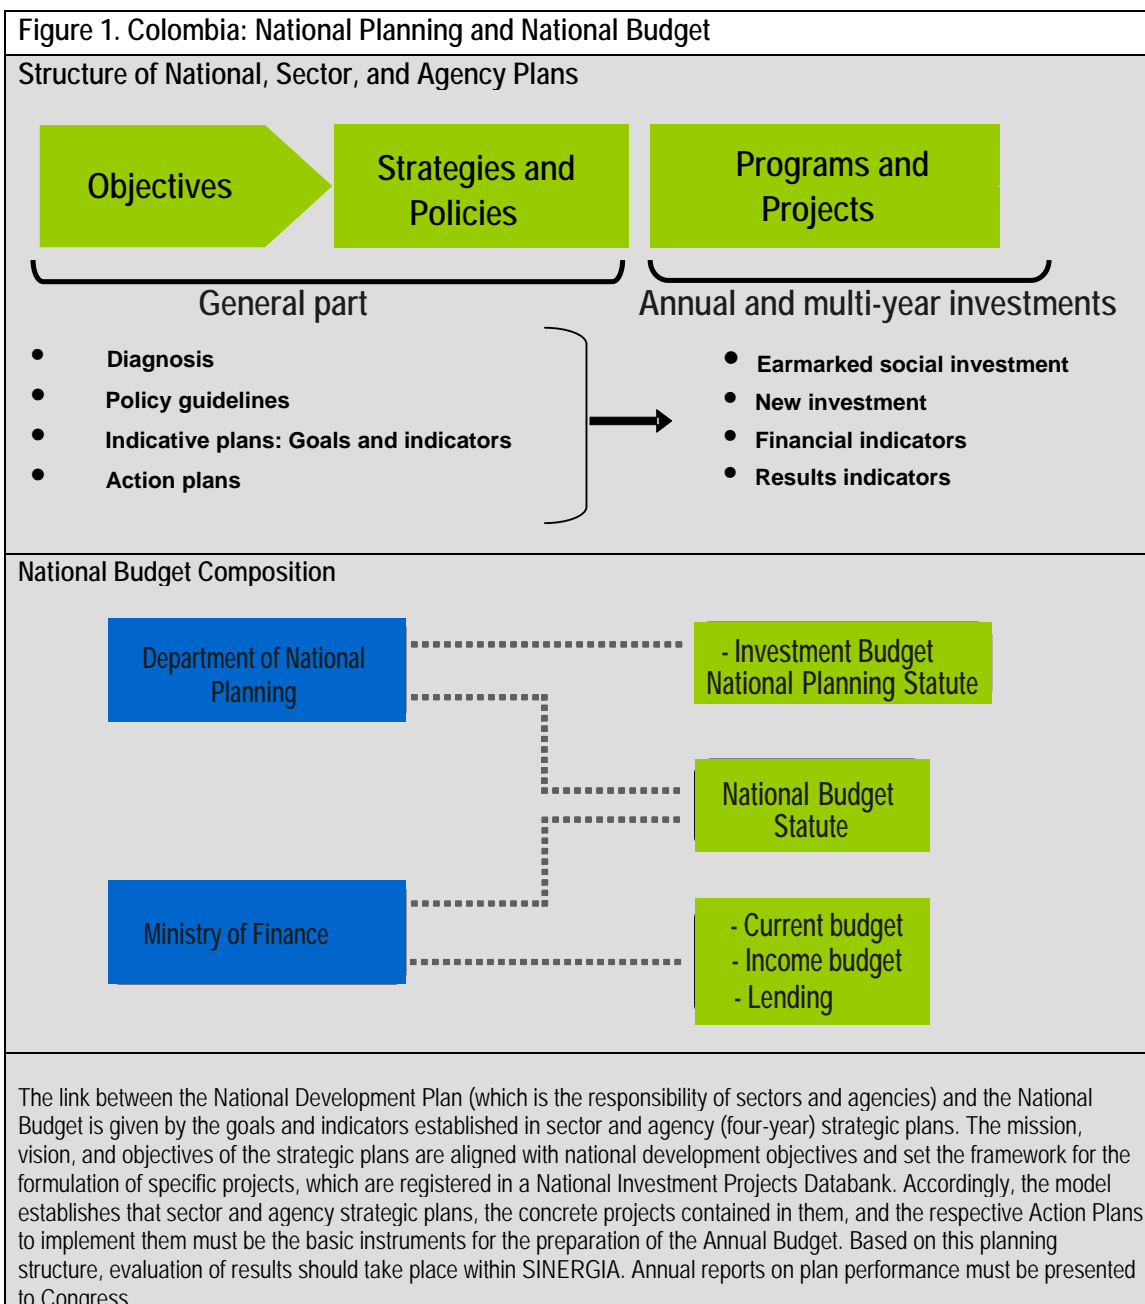 Figure 1. Colombia: National Planning and National Budget
Structure of National, Sector, and Agency Plans
Objectives
Strategies and
Policies
Programs and
Projects
General part
• Diagnosis
• Policy guidelines
• Indicative plans: Goals and indicators
• Action plans
Annual and multi-year investments
• Earmarked social investment
• New investment
• Financial indicators
• Results indicators
National Budget Composition
Department of National
Planning
- Investment Budget
National Planning Statute
National Budget
Statute
Ministry of Finance
- Current budget
- Income budget
- Lending
The link between the National Development Plan (which is the responsibility of sectors and agencies) and the National
Budget is given by the goals and indicators established in sector and agency (four-year) strategic plans. The mission,
vision, and objectives of the strategic plans are aligned with national development objectives and set the framework for the
formulation of specific projects, which are registered in a National Investment Projects Databank. Accordingly, the model
establishes that sector and agency strategic plans, the concrete projects contained in them, and the respective Action Plans
to implement them must be the basic instruments for the preparation of the Annual Budget. Based on this planning
structure, evaluation of results should take place within SINERGIA. Annual reports on plan performance must be presented
to Congress